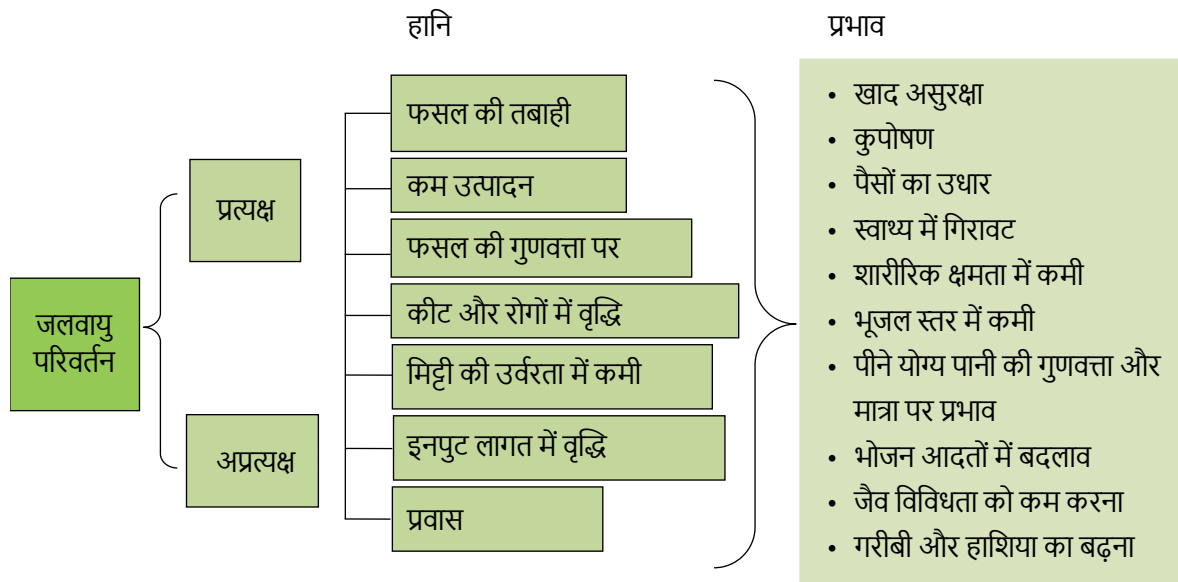 हानि
प्रभाव
जलवायु
परिवर्तन
प्रत्यक्ष
अप्रत्यक्ष
फसल की तबाही
कम उत्पादन
फसल की गुणवत्ता पर
कीट और रोगों में वृद्धि
मिट्टी की उर्वरता में कमी
इनपुट लागत में वृद्धि
प्रवास
• खाद असुरक्षा
• कुपोषण
• पैसों का उधार
• स्वाथ्य में गिरावट
• शारीरिक क्षमता में कमी
• भूजल स्तर में कमी
• पीने योग्य पानी की गुणवत्ता और
मात्रा पर प्रभाव
• भोजन आदतों में बदलाव
• जैव विविधता को कम करना
• गरीबी और हाशिया का बढ़ना